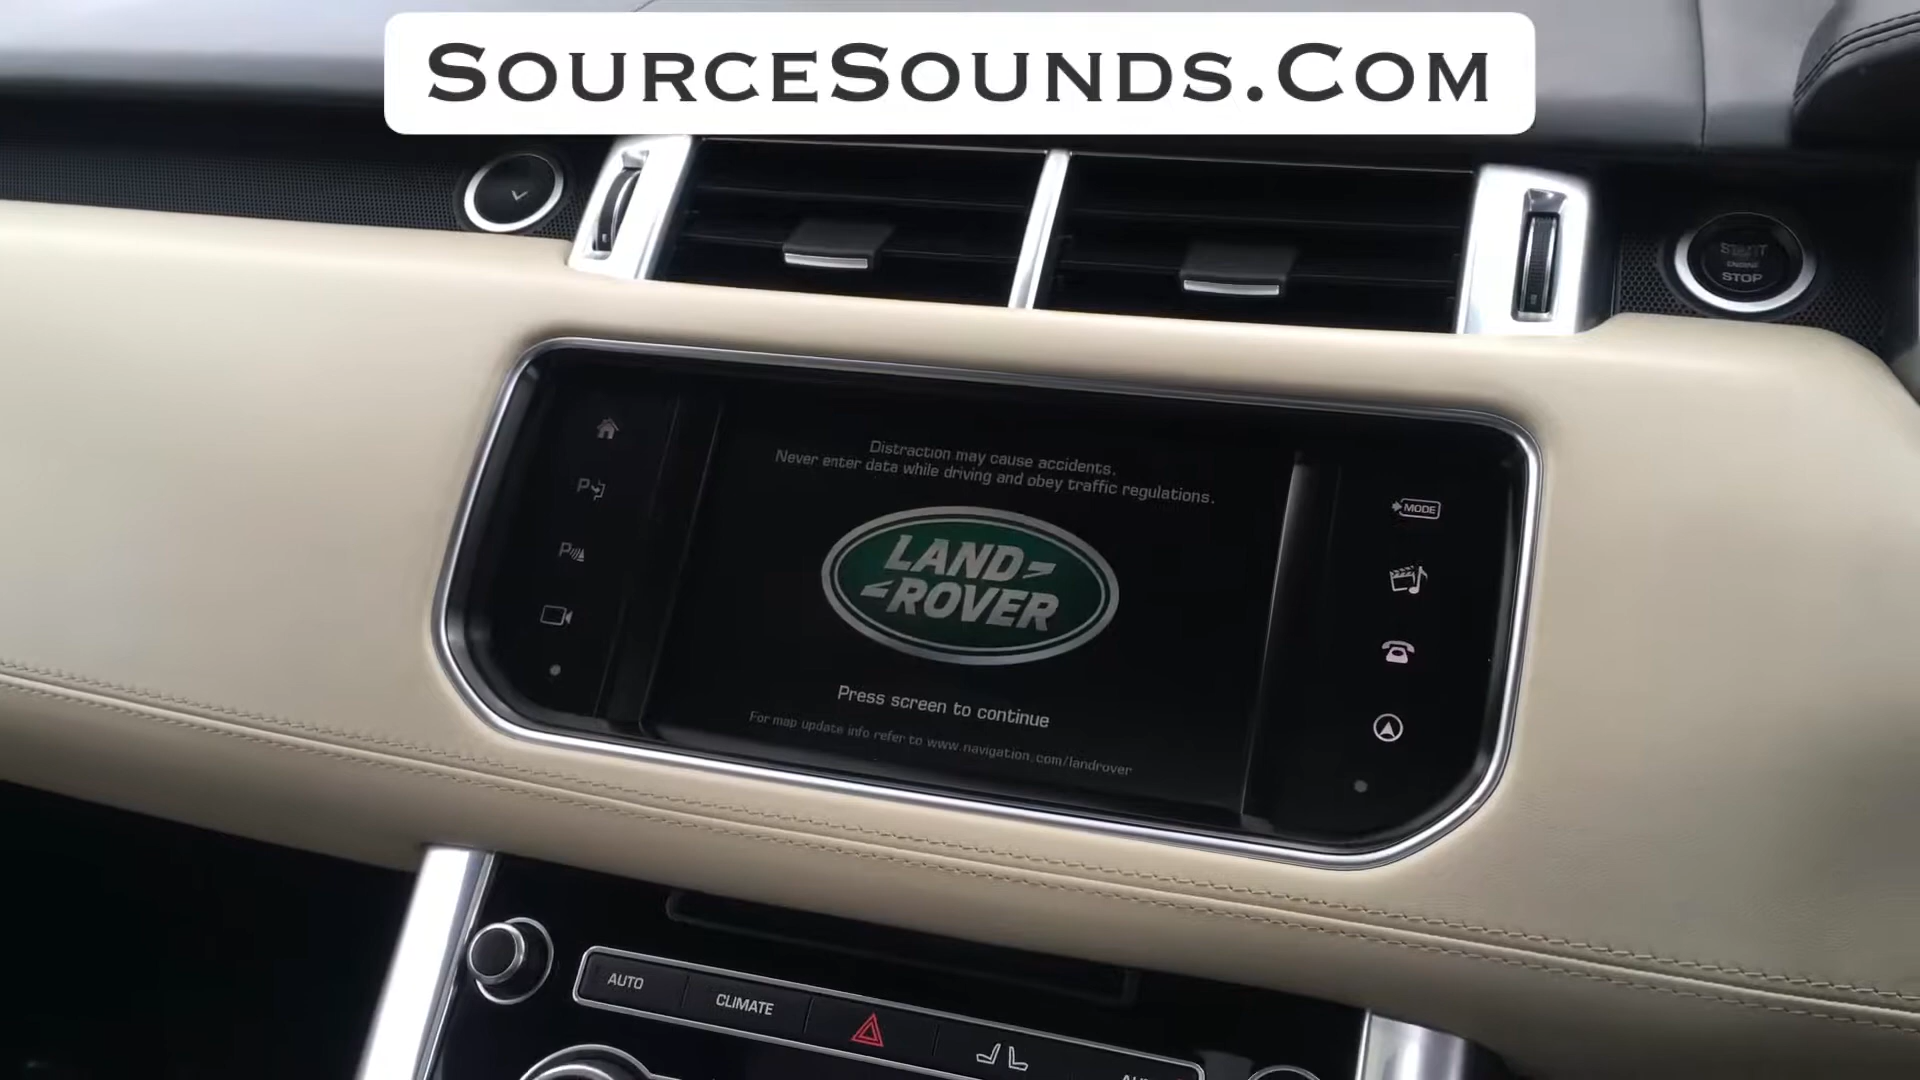 SourceSounds.Com
START
ENGINE
STOP
Distraction may cause accidents.
Never enter data while driving and obey traffic regulations.
MODE
LAND
ROVER
Press screen to continue
For map update info refer to www.navigation.com/landrover
AUTO
CLIMATE